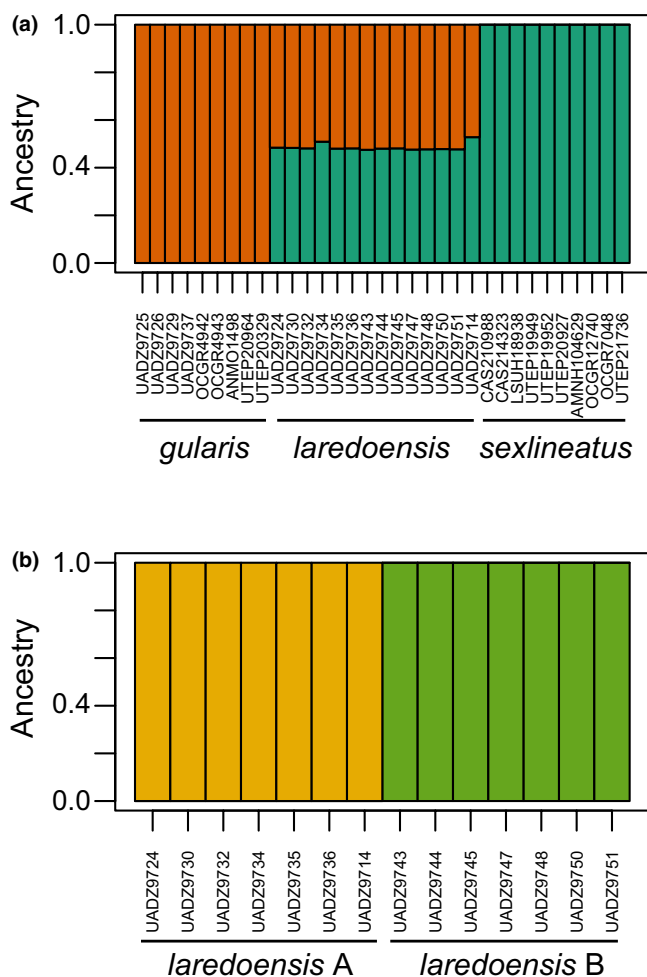 (a)
1.0
0.4
0.0
Ancestry
UADZ9725
UADZ9726
UADZ9729
UADZ9737
OCGR4942
OCGR4943
ANMO1498
UTEP20964
UTEP20329
UADZ9724
UADZ9730
UADZ9732
UADZ9734
UADZ9735
UADZ9736
UADZ9743
UADZ9744
UADZ9745
UADZ9747
UADZ9748
UADZ9750
UADZ9751
UADZ9714
CAS210988
CAS214323
LSUH18938
UTEP19949
UTEP19952
UTEP20927
AMNH104629
OCGR12740
OCGR7048
UTEP21736
gularis
laredoensis
sexlineatus
(b)
1.0
0.4
0.0
Ancestry
UADZ9724
UADZ9730
UADZ9732
UADZ9734
UADZ9735
UADZ9736
UADZ9714
UADZ9743
UADZ9744
UADZ9745
UADZ9747
UADZ9748
UADZ9750
UADZ9751
laredoensis A
laredoensis B